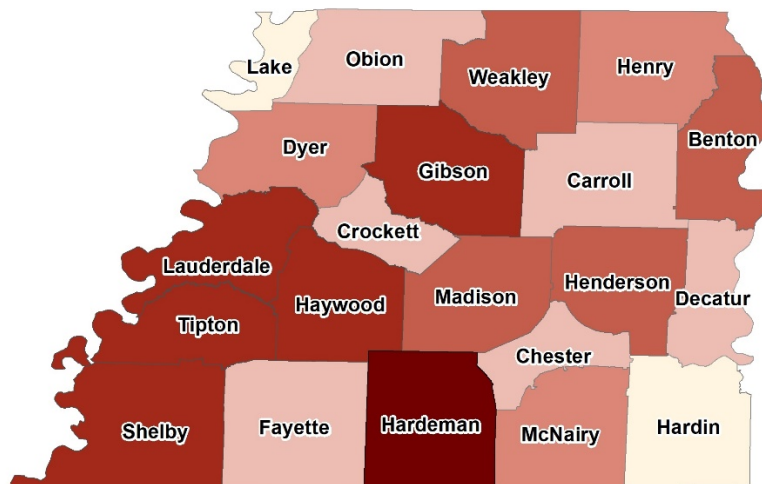 Lake
Obion
Weakley
Henry
Benton
Dyer
Gibson
Carroll
Crockett
Lauderdale
Haywood
Madison
Henderson
Decatur
Tipton
Chester
Shelby
Fayette
Hardeman
McNairy
Hardin